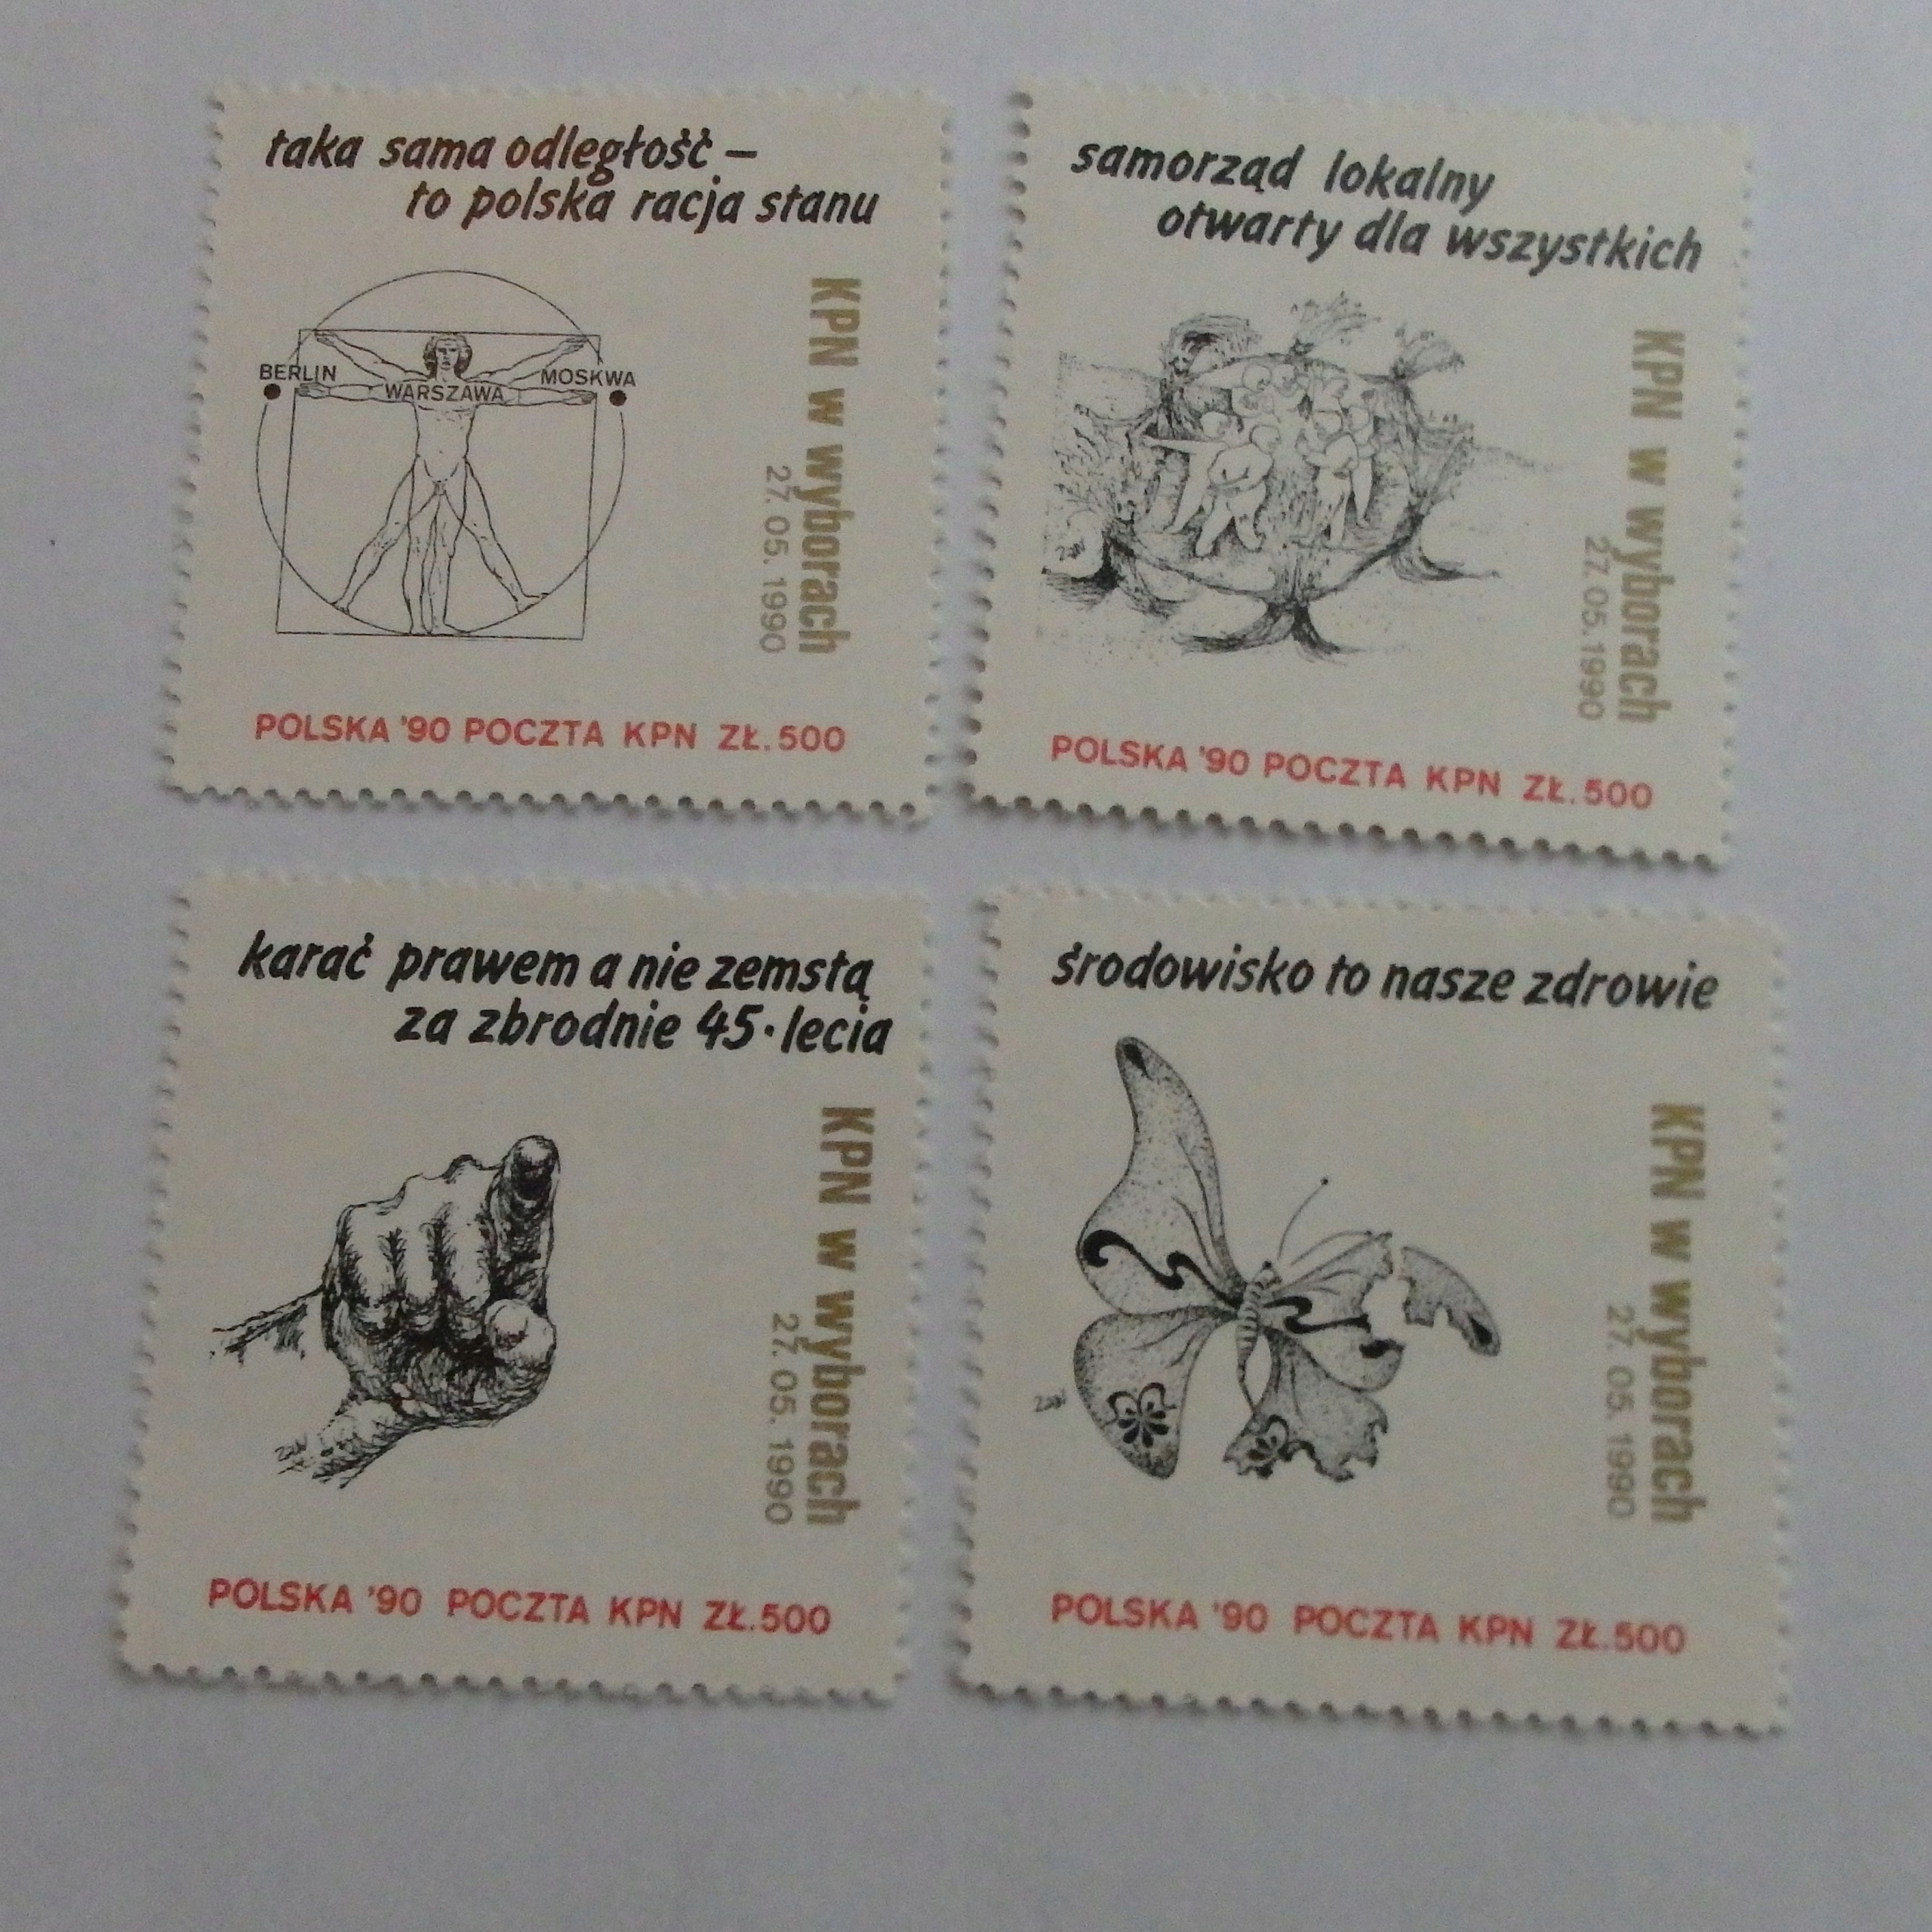 taka sama odległość –
to polska racja stanu
BERLIN
WARSZAWA
MOSKWA
KPN w wyborach
27. 05. 1990
POLSKA '90 POCZTA KPN ZŁ. 500
samorząd lokalny
otwarty dla wszystkich
KPN w wyborach
27. 05. 1990
POLSKA '90 POCZTA KPN ZŁ. 500
karać prawem a nie zemstą
za zbrodnie 45-lecia
KPN w wyborach
27. 05. 1990
POLSKA '90 POCZTA KPN ZŁ.500
środowisko to nasze zdrowie
KPN w wyborach
27. 05. 1990
POLSKA '90 POCZTA KPN ZŁ.500